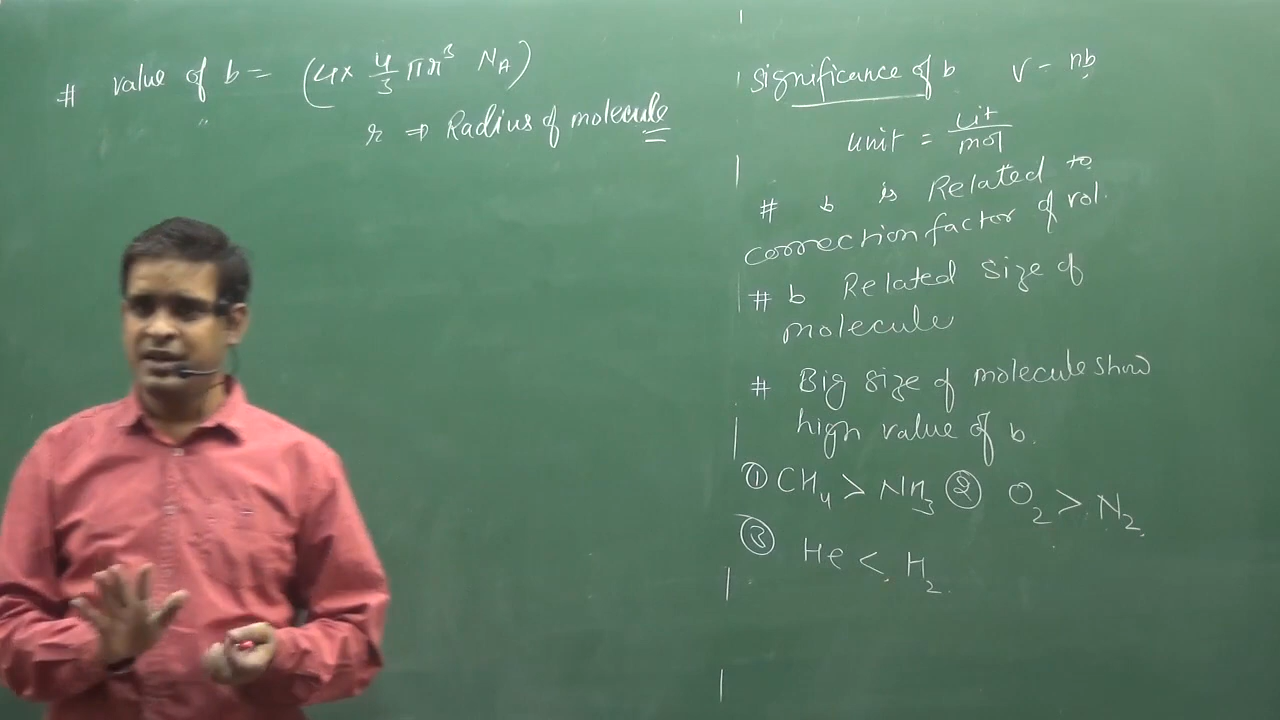 # value of b = (4 × 4/3 πr³ N_A)
r ⇒ Radius of molecule
significance of b V = nb
unit = Lit/mol
# b is Related to
correction factor of vol.
# b Related size of
molecule
# Big size of molecule show
high value of b.
① CH₄ > NH₃ ② O₂ > N₂
③ He < H₂